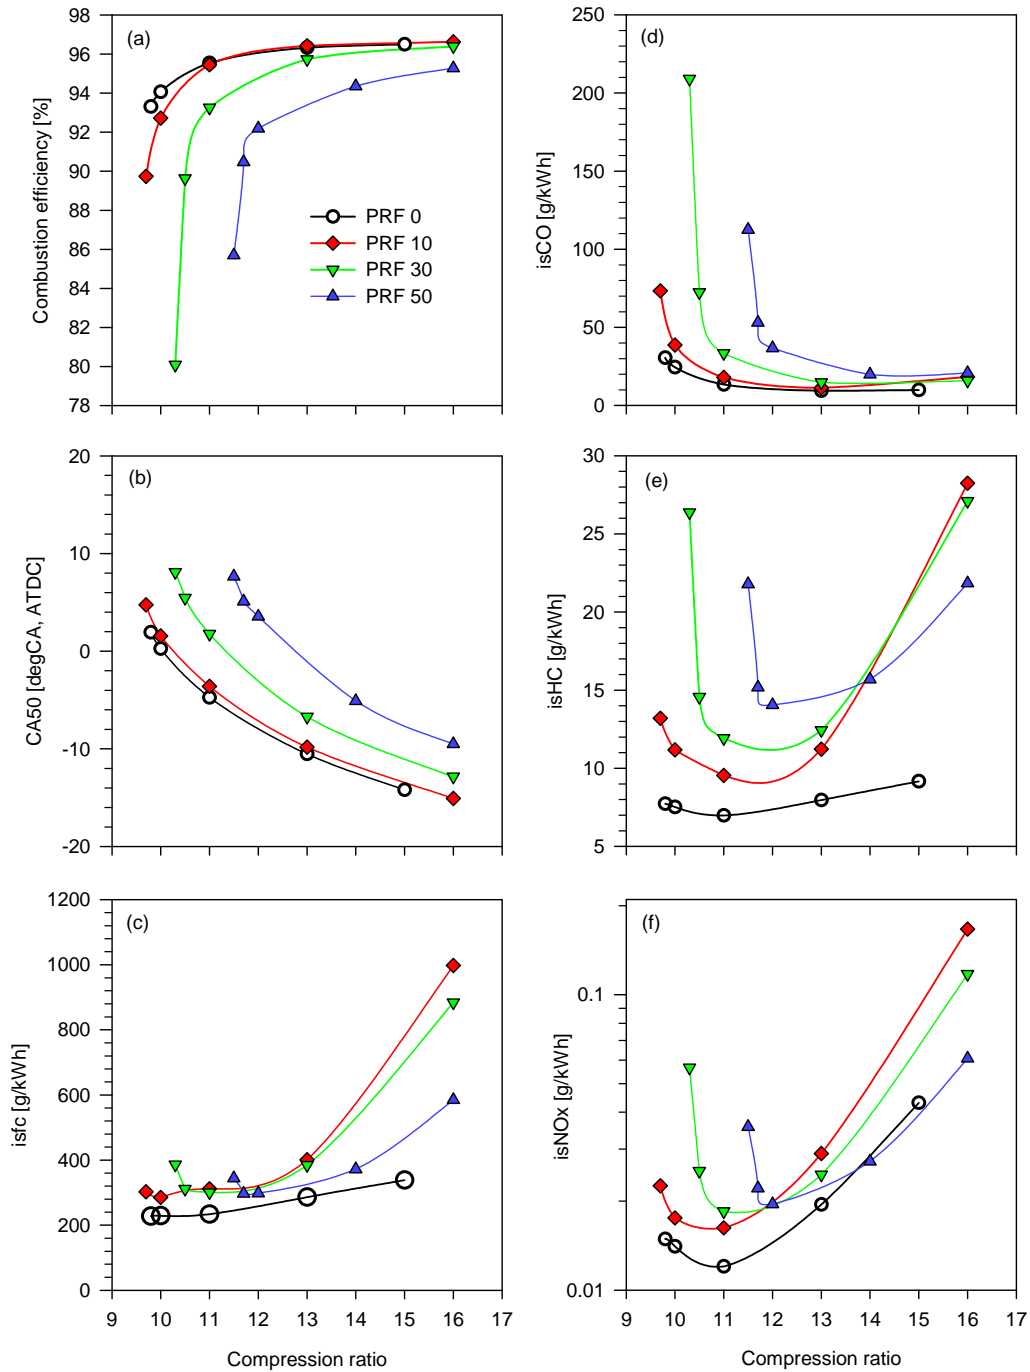 (a)
Combustion efficiency [%]
98
96
94
92
90
88
86
84
82
80
78
PRF 0
PRF 10
PRF 30
PRF 50
(d)
isCO [g/kWh]
250
200
150
100
50
0
(b)
CA50 [degCA, ATDC]
20
10
0
-10
-20
(e)
isHC [g/kWh]
30
25
20
15
10
5
(c)
isfc [g/kWh]
1200
1000
800
600
400
200
0
9 10 11 12 13 14 15 16 17
Compression ratio
(f)
isNOx [g/kWh]
0.1
0.01
9 10 11 12 13 14 15 16 17
Compression ratio